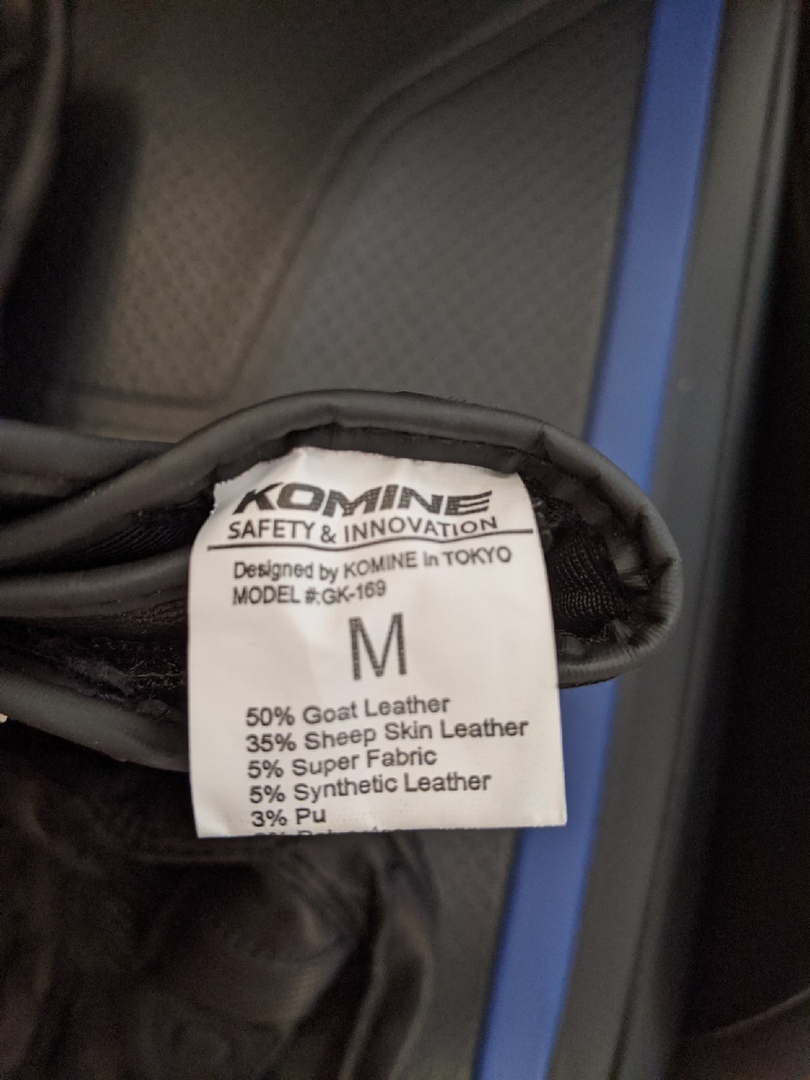 KOMINE
SAFETY & INNOVATION
Designed by KOMINE In TOKYO
MODEL #:GK-169
M
50% Goat Leather
35% Sheep Skin Leather
5% Super Fabric
5% Synthetic Leather
3% Pu